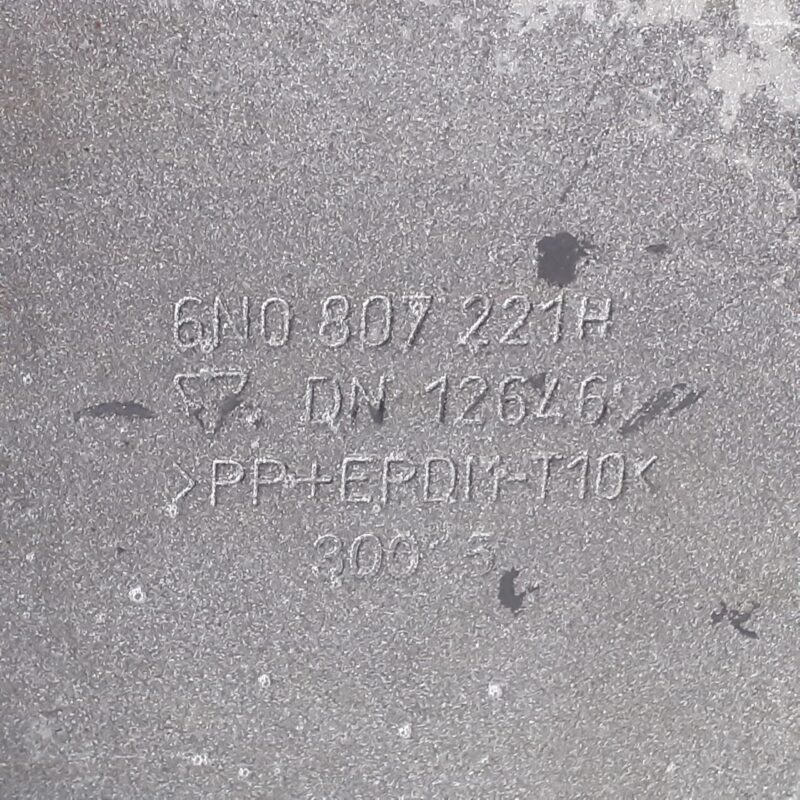 6N0 807 221H
DN 12646
>PP+EPDM-T10<